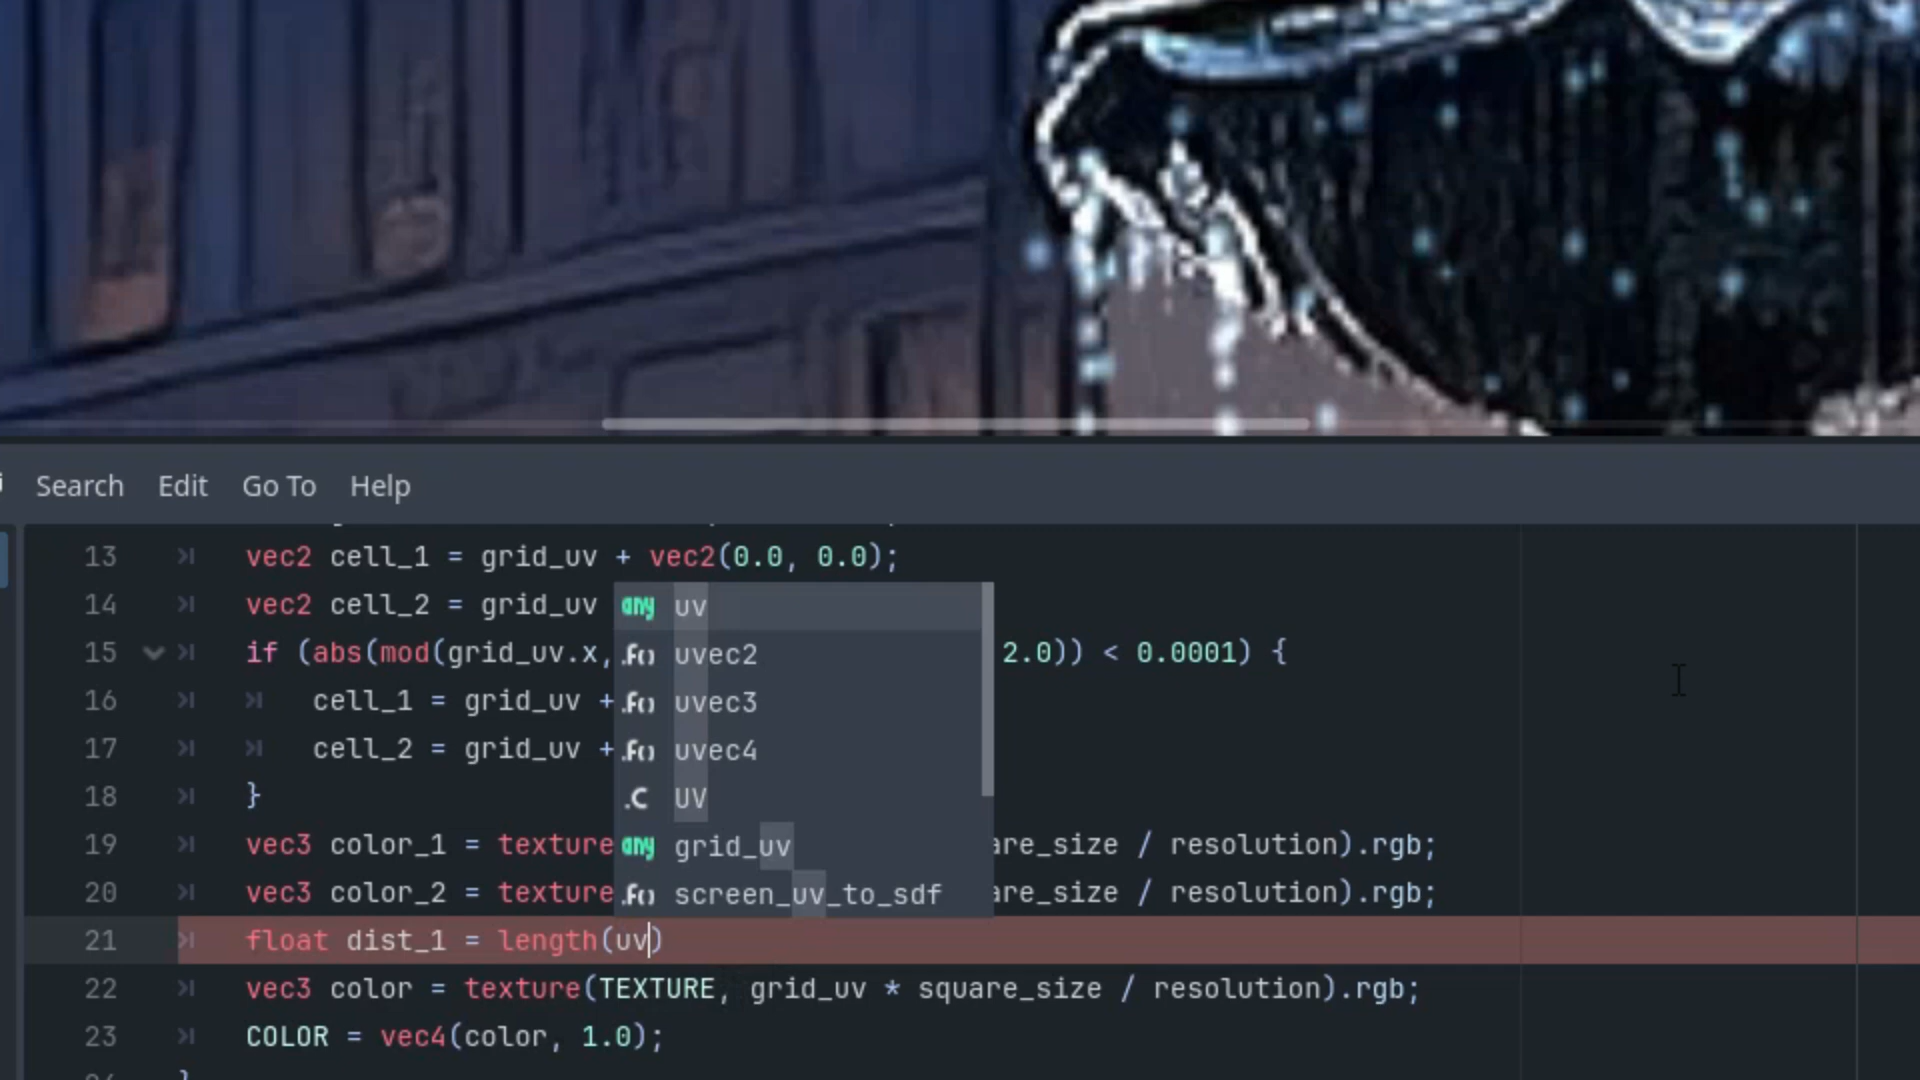 Search Edit Go To Help
13 vec2 cell_1 = grid_uv + vec2(0.0, 0.0);
14 vec2 cell_2 = grid_uv
any uv
15 if (abs(mod(grid_uv.x, 2.0)) < 0.0001) {
.F() uvec2
16 cell_1 = grid_uv +
.F() uvec3
17 cell_2 = grid_uv +
.F() uvec4
18 }
.C UV
19 vec3 color_1 = texture are_size / resolution).rgb;
any grid_uv
20 vec3 color_2 = texture are_size / resolution).rgb;
.F() screen_uv_to_sdf
21 float dist_1 = length(uv)
22 vec3 color = texture(TEXTURE, grid_uv * square_size / resolution).rgb;
23 COLOR = vec4(color, 1.0);